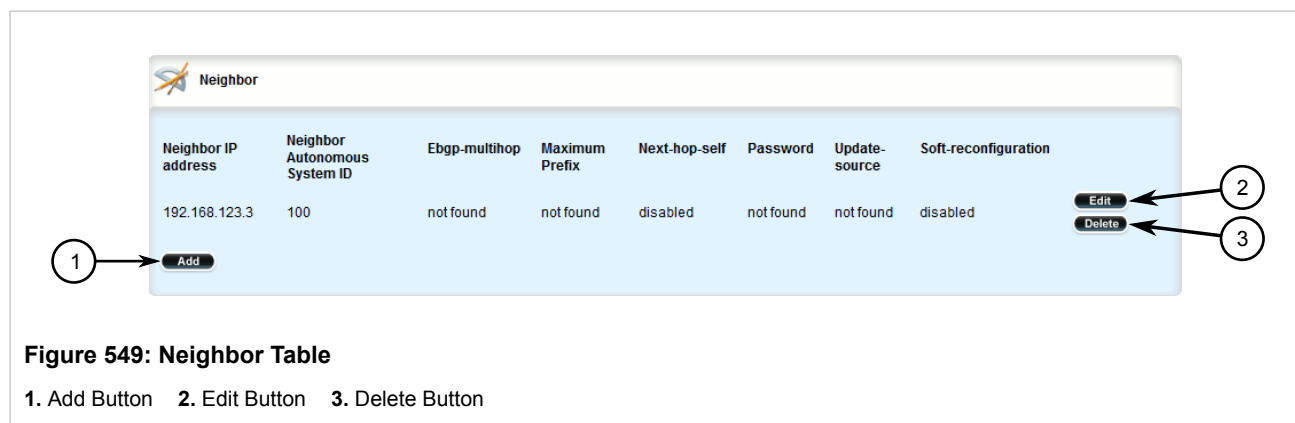 Neighbor
Neighbor IP address
Neighbor Autonomous System ID
Ebgp-multihop
Maximum Prefix
Next-hop-self
Password
Update-source
Soft-reconfiguration
192.168.123.3 100 not found not found disabled not found not found disabled
Edit
Delete
Add
1
2
3
Figure 549: Neighbor Table
1. Add Button 2. Edit Button 3. Delete Button